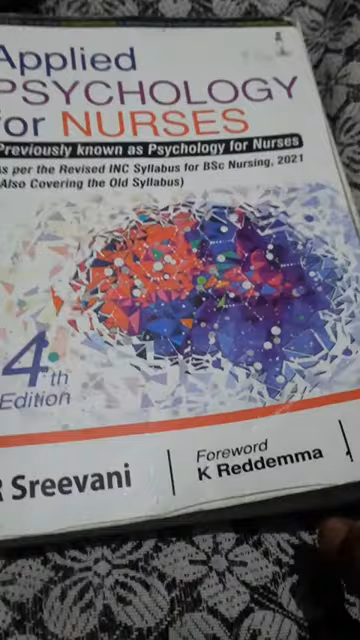 Applied
PSYCHOLOGY
for NURSES
Previously known as Psychology for Nurses
As per the Revised INC Syllabus for BSc Nursing, 2021
(Also Covering the Old Syllabus)
4th
Edition
R Sreevani
Foreword
K Reddemma